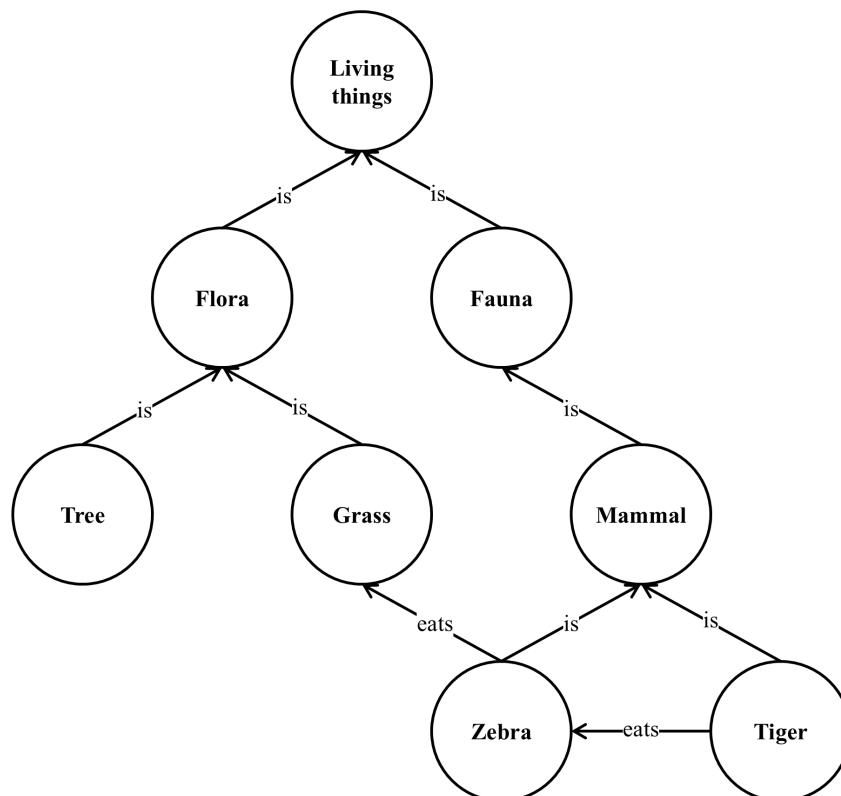 Living
things
is
is
Flora
Fauna
is
is
is
Tree
Grass
Mammal
eats
is
is
Zebra
eats
Tiger